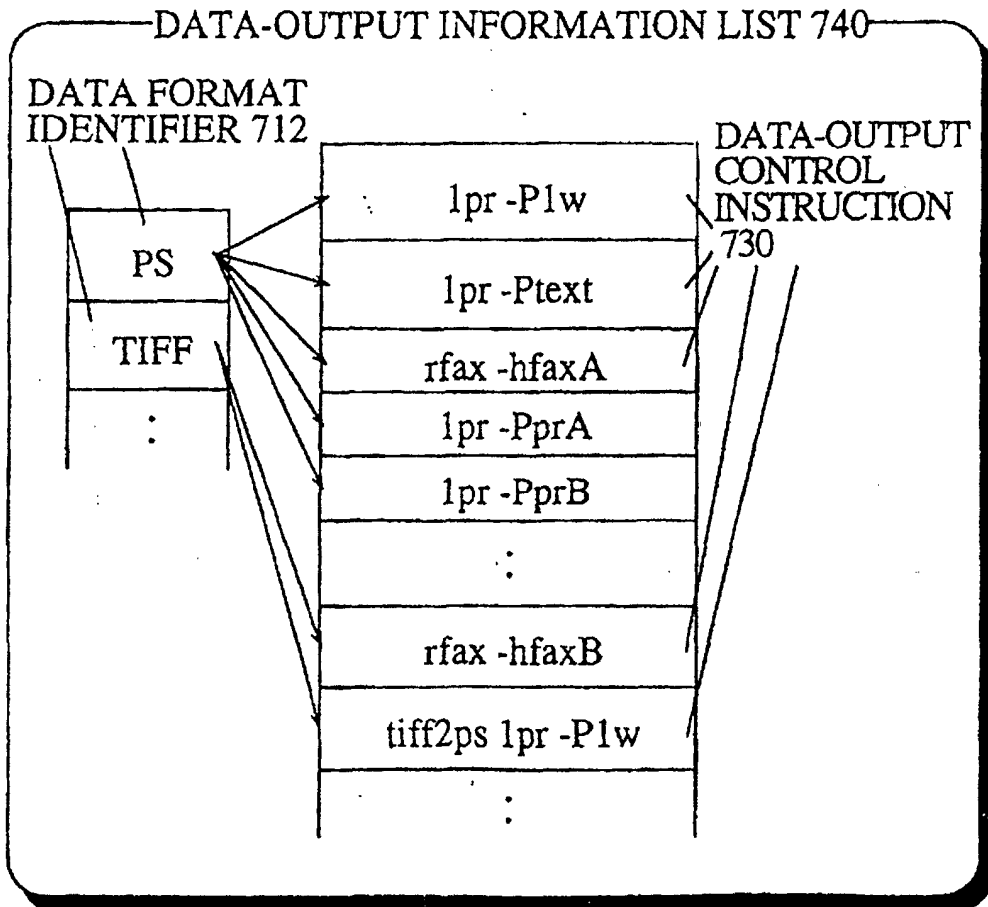 DATA-OUTPUT INFORMATION LIST 740
DATA FORMAT
IDENTIFIER 712
PS
TIFF
:
1pr -P1w
1pr -Ptext
rfax -hfaxA
1pr -PprA
1pr -PprB
:
rfax -hfaxB
tiff2ps 1pr -P1w
:
DATA-OUTPUT
CONTROL
INSTRUCTION
730